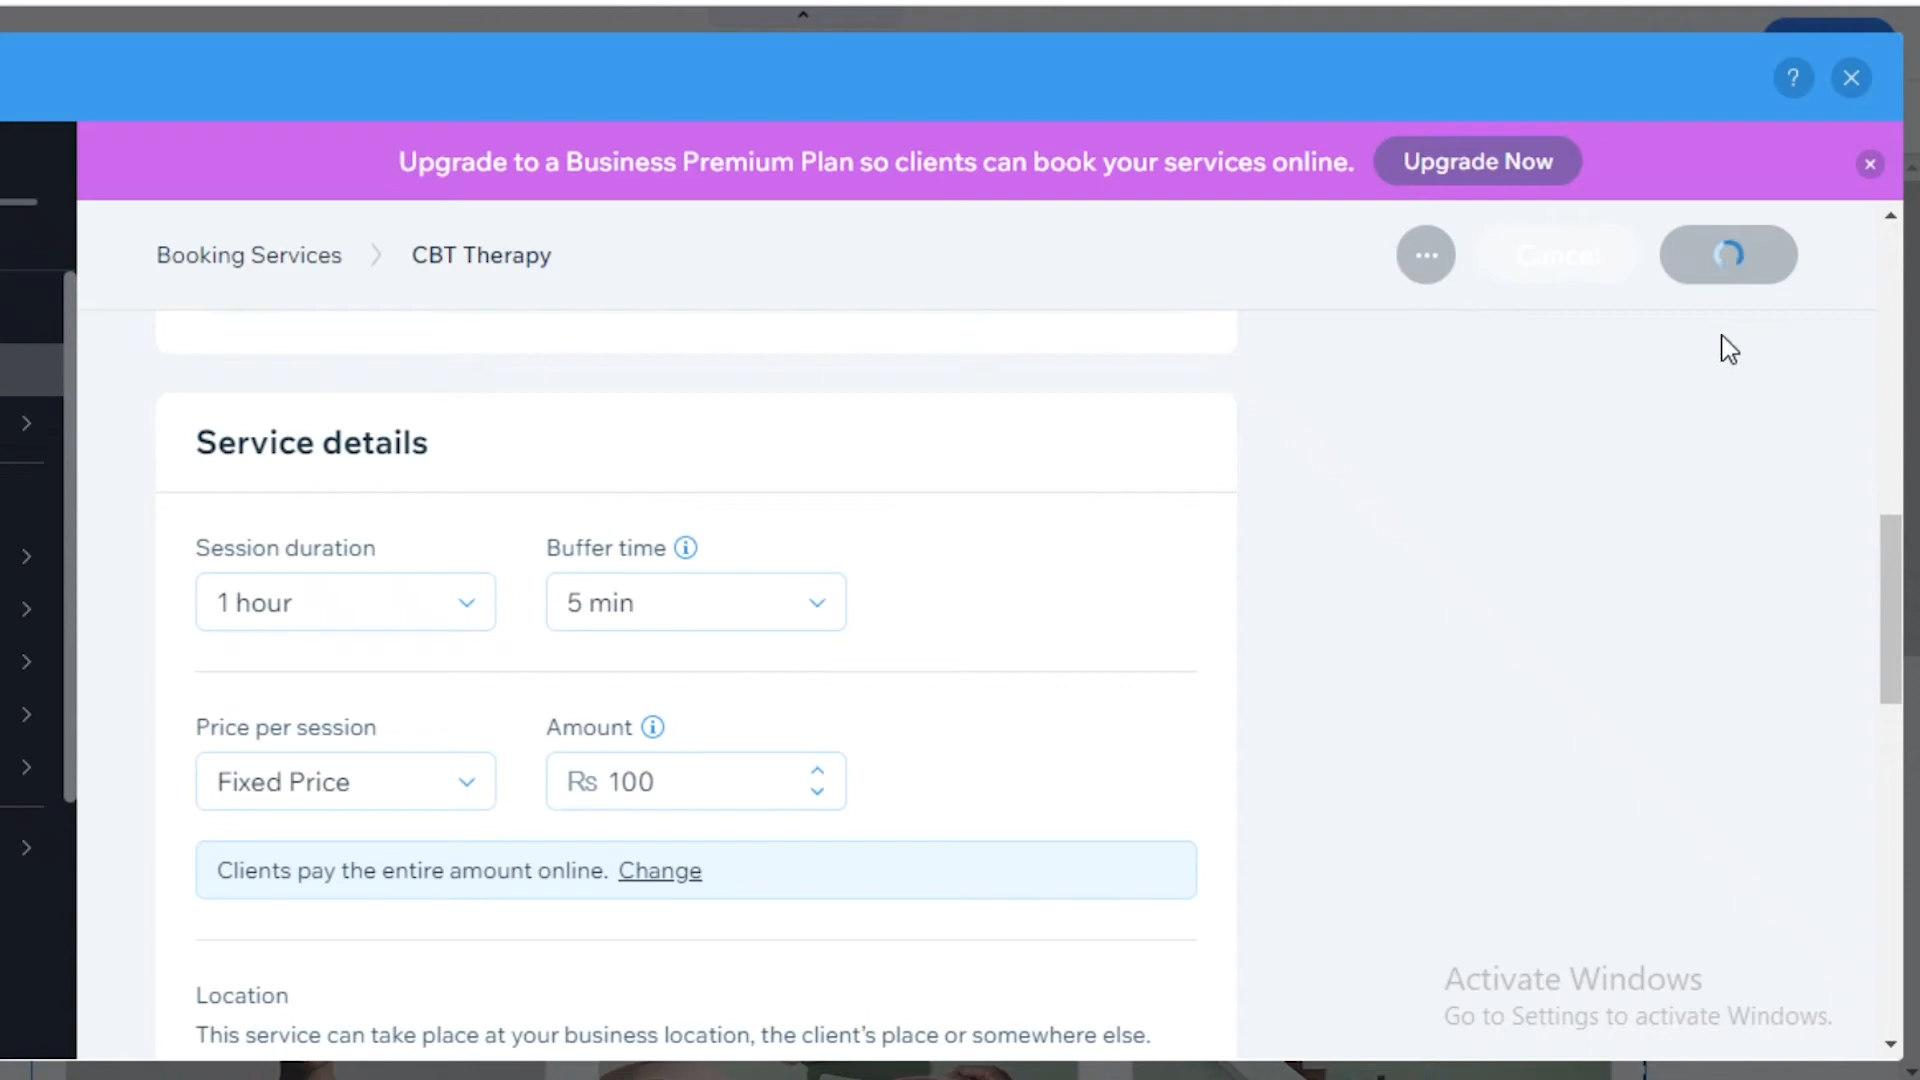 ?
Upgrade to a Business Premium Plan so clients can book your services online.
Upgrade Now
Booking Services
CBT Therapy
Cancel
Service details
Session duration
Buffer time
1 hour
5 min
Price per session
Amount
Fixed Price
Rs 100
Clients pay the entire amount online. Change
Location
This service can take place at your business location, the client's place or somewhere else.
Activate Windows
Go to Settings to activate Windows.